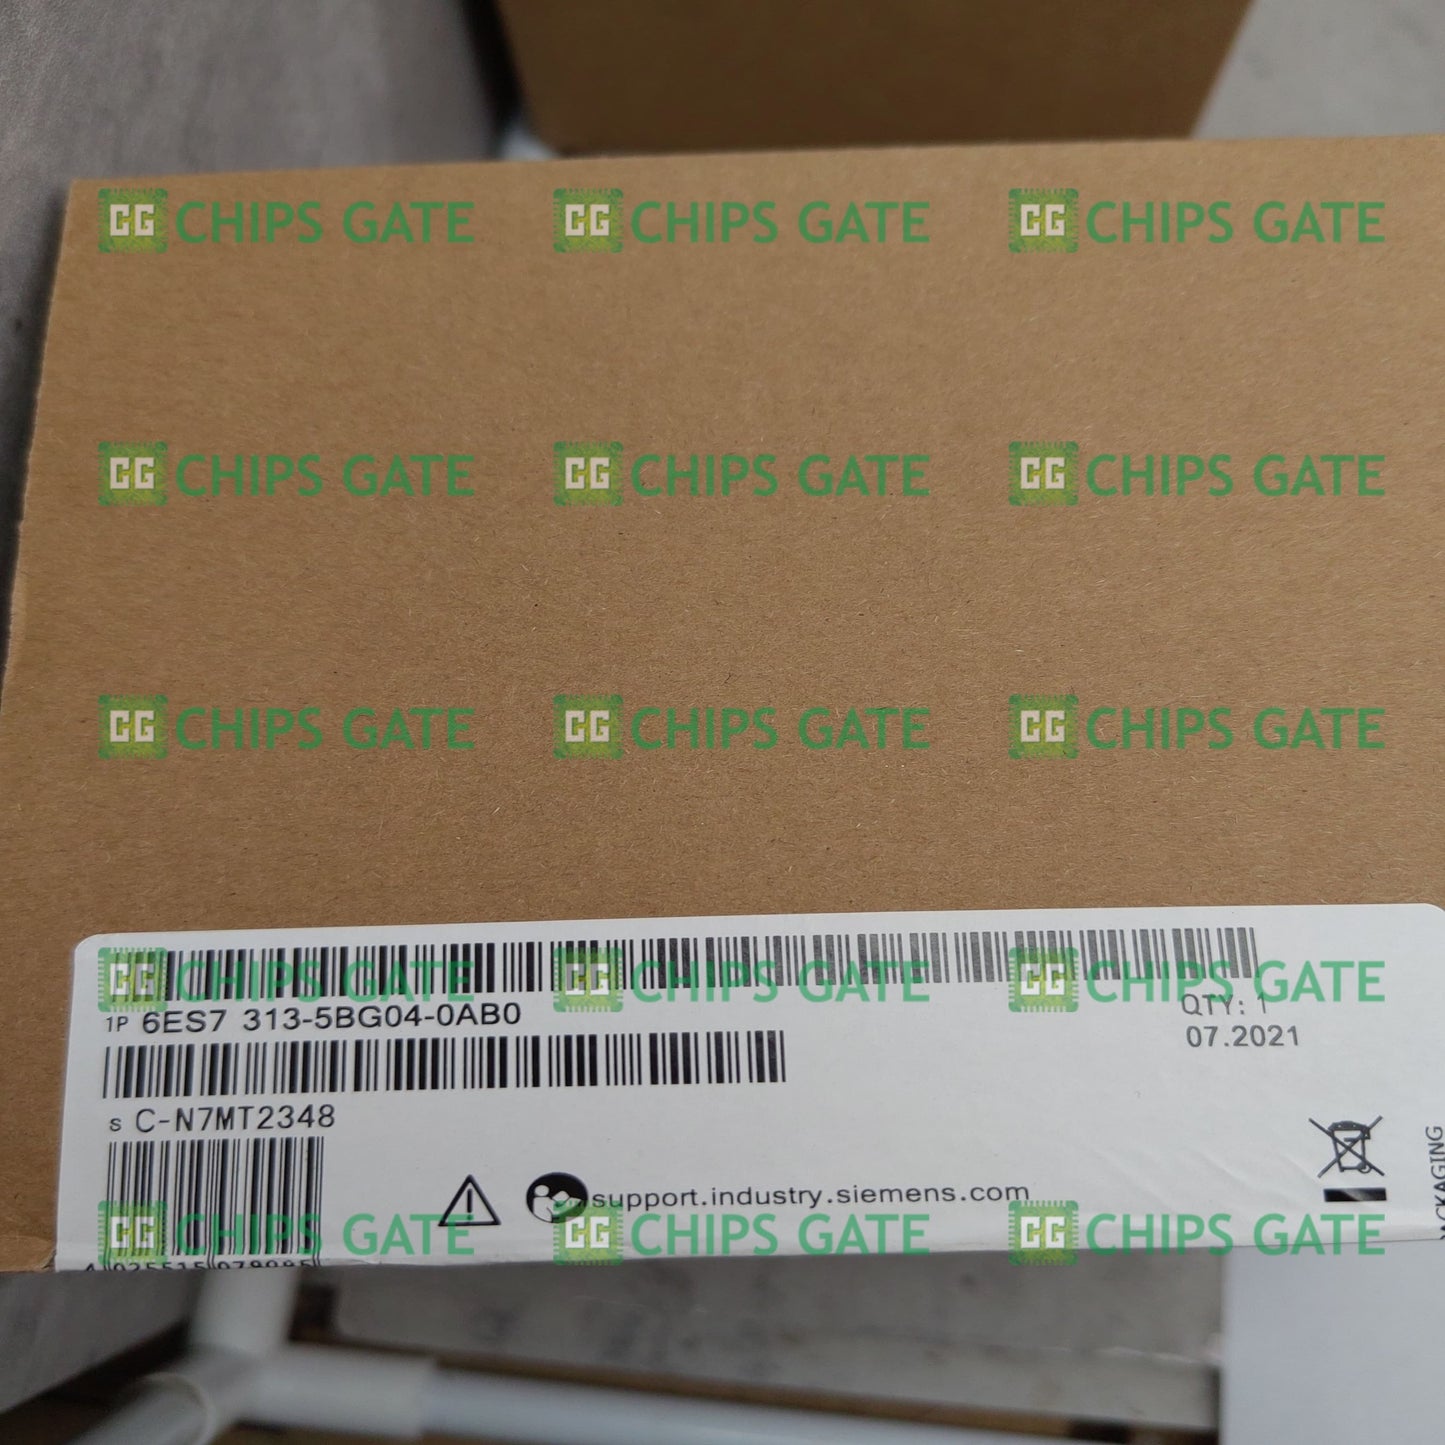 CG CHIPS GATE CG CHIPS GATE CG CHIPS GATE
CG CHIPS GATE CG CHIPS GATE CG CHIPS GATE
CG CHIPS GATE CG CHIPS GATE CG CHIPS GATE
CG CHIPS GATE CG CHIPS GATE CG CHIPS GATE
1P 6ES7 313-5BG04-0AB0
QTY: 1
07.2021
S C-N7MT2348
support.industry.siemens.com
CG CHIPS GATE CG CHIPS GATE CG CHIPS GATE